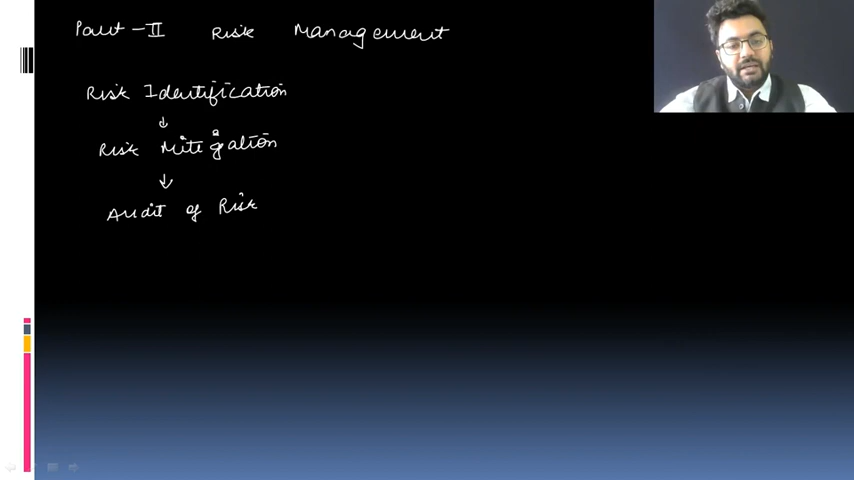 Part - II Risk Management
Risk Identification
↓
Risk Mitigation
↓
Audit of Risk